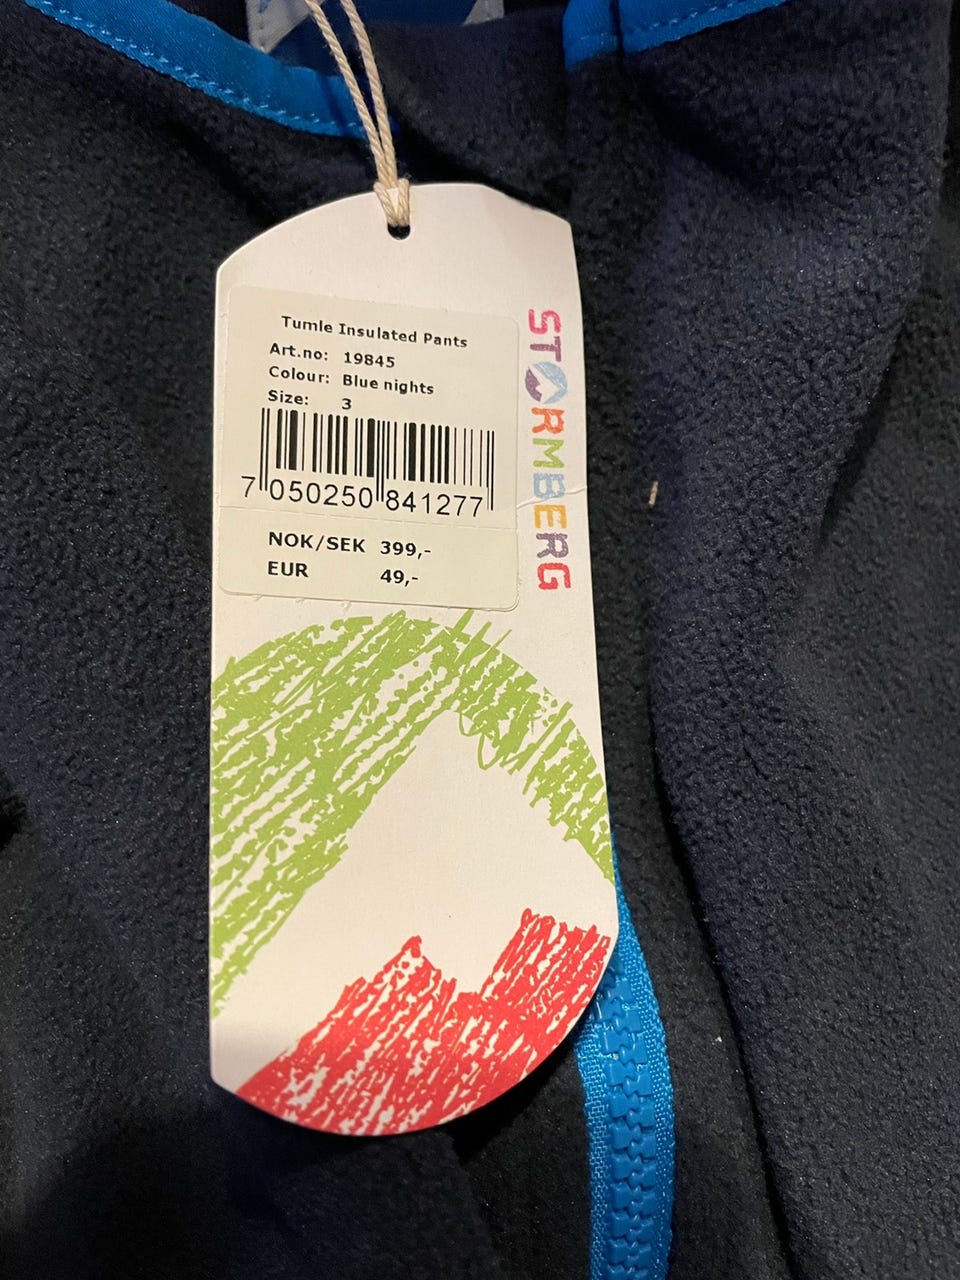 Tumle Insulated Pants
Art.no: 19845
Colour: Blue nights
Size: 3
7 050250 841277
NOK/SEK 399,-
EUR 49,-
STORMBERG